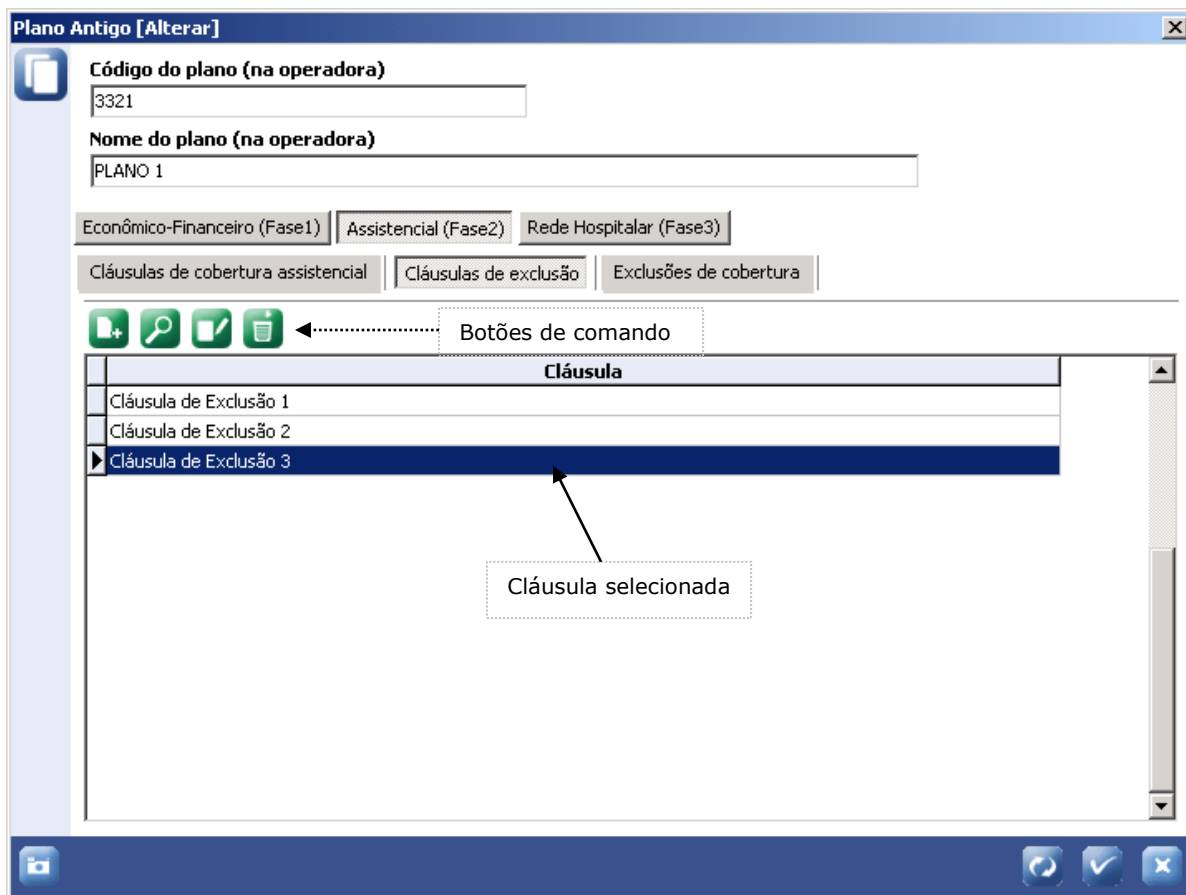 Plano Antigo [Alterar]
Código do plano (na operadora)
3321
Nome do plano (na operadora)
PLANO 1
Econômico-Financeiro (Fase1) Assistencial (Fase2) Rede Hospitalar (Fase3)
Cláusulas de cobertura assistencial Cláusulas de exclusão Exclusões de cobertura
Botões de comando
Cláusula
Cláusula de Exclusão 1
Cláusula de Exclusão 2
Cláusula de Exclusão 3
Cláusula selecionada